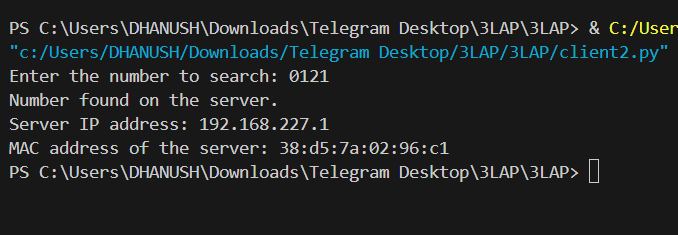 PS C:\Users\DHANUSH\Downloads\Telegram Desktop\3LAP\3LAP> & C:/User
"c:/Users/DHANUSH/Downloads/Telegram Desktop/3LAP/3LAP/client2.py"
Enter the number to search: 0121
Number found on the server.
Server IP address: 192.168.227.1
MAC address of the server: 38:d5:7a:02:96:c1
PS C:\Users\DHANUSH\Downloads\Telegram Desktop\3LAP\3LAP>